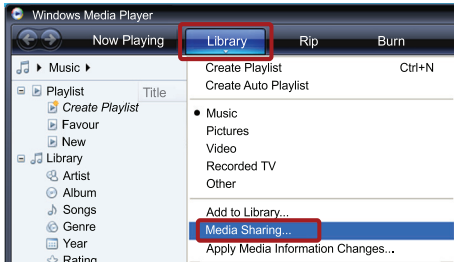 Windows Media Player
Now Playing Library Rip Burn
Music
Create Playlist Ctrl+N
Create Auto Playlist
Playlist Title
Create Playlist
Favour
New
Library
Artist
Album
Songs
Genre
Year
Rating
Music
Pictures
Video
Recorded TV
Other
Add to Library...
Media Sharing...
Apply Media Information Changes...